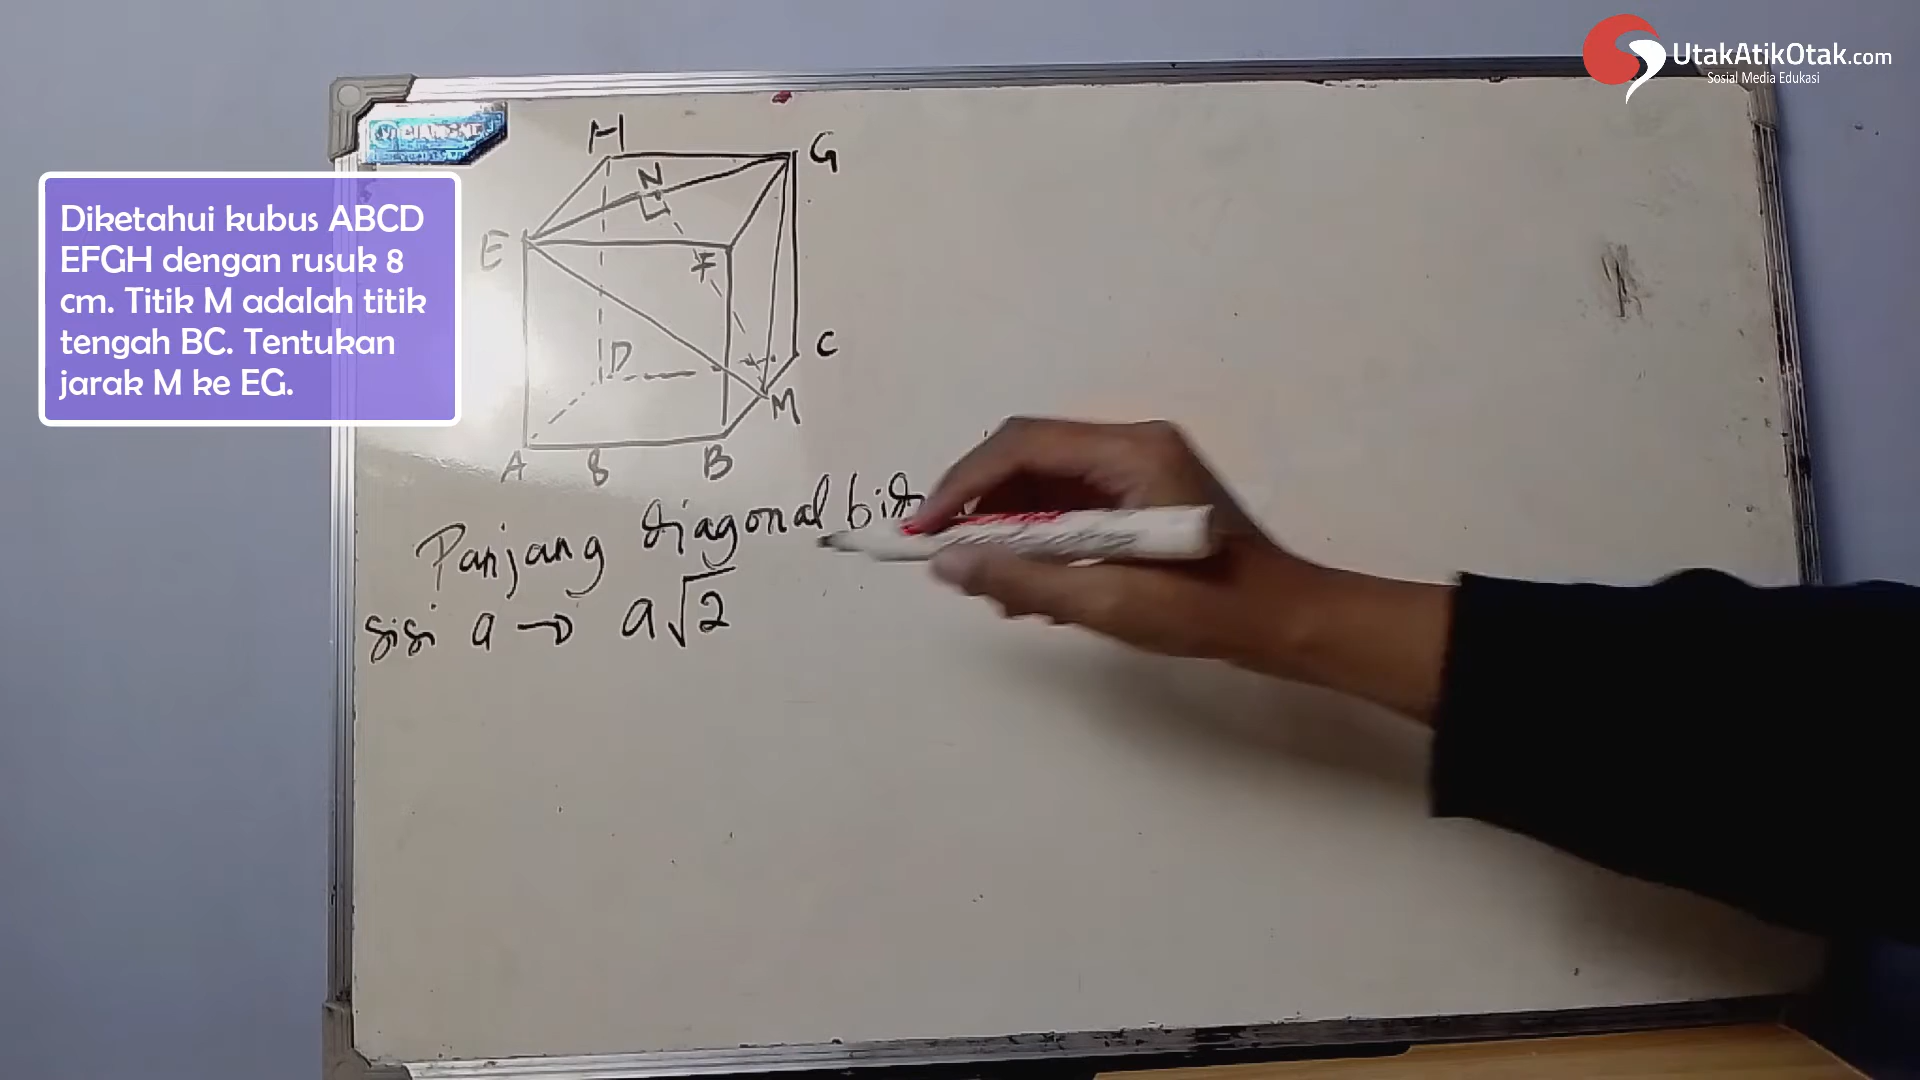 UtakAtikOtak.com
Sosial Media Edukasi
Diketahui kubus ABCD
EFGH dengan rusuk 8
cm. Titik M adalah titik
tengah BC. Tentukan
jarak M ke EG.
H
G
N
E
F
D
C
M
A 8 B
Panjang diagonal
sisi a → a√2